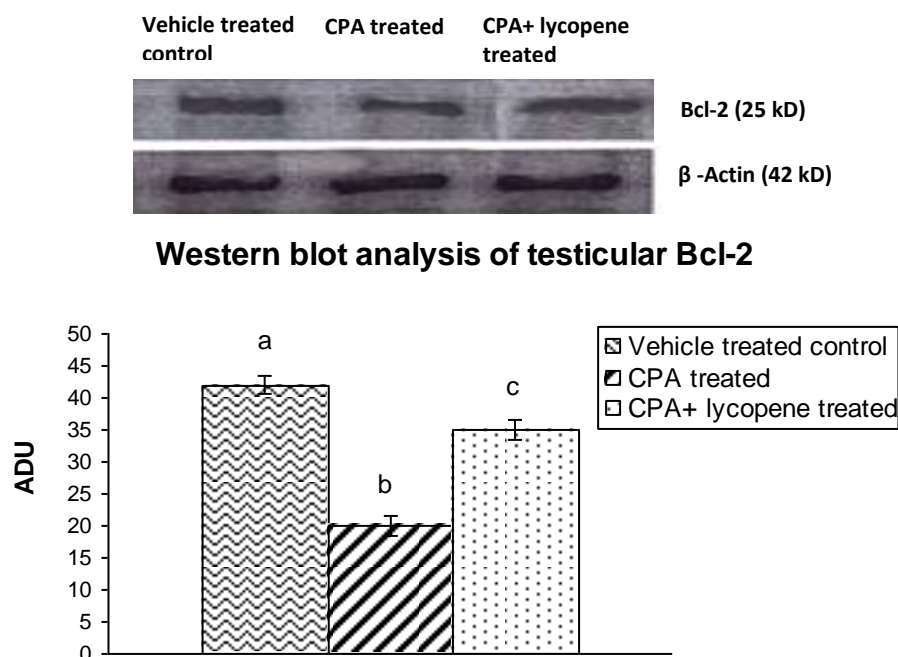 Vehicle treated control
CPA treated
CPA+ lycopene treated
Bcl-2 (25 kD)
β -Actin (42 kD)
Western blot analysis of testicular Bcl-2
50
45
40
35
30
25
20
15
10
5
0
ADU
a
b
c
Vehicle treated control
CPA treated
CPA+ lycopene treated